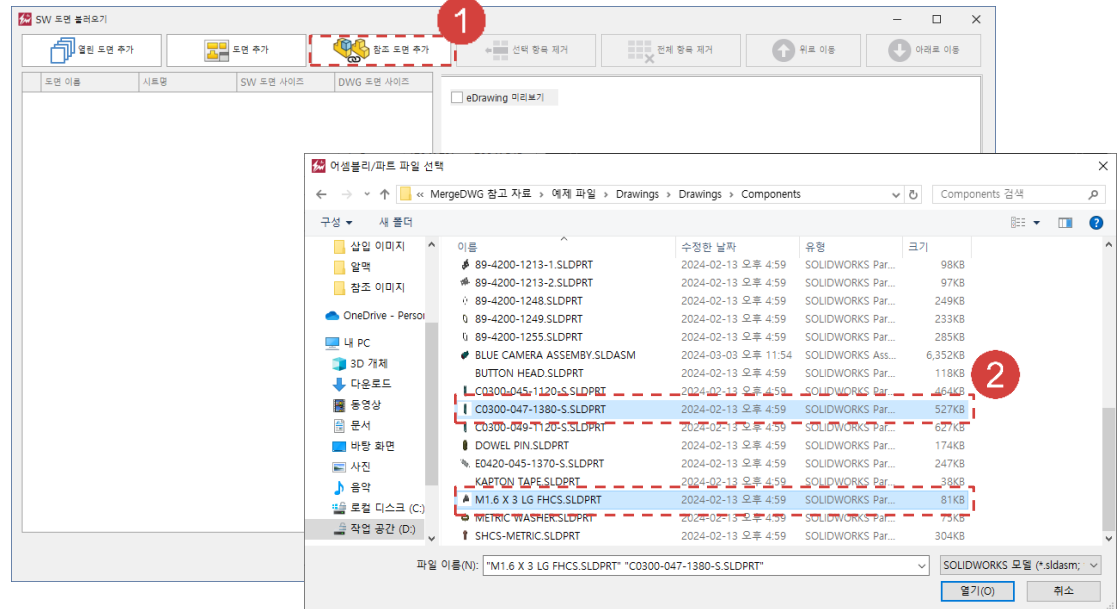 SW 도면 불러오기
1
열린 도면 추가
도면 추가
참조 도면 추가
선택 항목 제거
전체 항목 제거
위로 이동
아래로 이동
도면 이름 시트명 SW 도면 사이즈 DWG 도면 사이즈
eDrawing 미리보기
어셈블리/파트 파일 선택
« MergeDWG 참고 자료 › 예제 파일 › Drawings › Drawings › Components
Components 검색
구성 새 폴더
삽입 이미지
알맥
참조 이미지
OneDrive - Person
내 PC
3D 개체
다운로드
동영상
문서
바탕 화면
사진
음악
로컬 디스크 (C:)
작업 공간 (D:)
이름 수정한 날짜 유형 크기
89-4200-1213-1.SLDPRT 2024-02-13 오후 4:59 SOLIDWORKS Par... 98KB
89-4200-1213-2.SLDPRT 2024-02-13 오후 4:59 SOLIDWORKS Par... 97KB
89-4200-1248.SLDPRT 2024-02-13 오후 4:59 SOLIDWORKS Par... 249KB
89-4200-1249.SLDPRT 2024-02-13 오후 4:59 SOLIDWORKS Par... 233KB
89-4200-1255.SLDPRT 2024-02-13 오후 4:59 SOLIDWORKS Par... 285KB
BLUE CAMERA ASSEMBY.SLDASM 2024-03-03 오후 11:54 SOLIDWORKS Ass... 6,352KB
BUTTON HEAD.SLDPRT 2024-02-13 오후 4:59 SOLIDWORKS Par... 118KB
C0300-045-1120-S.SLDPRT 2024-02-13 오후 4:59 SOLIDWORKS Par... 464KB
2
C0300-047-1380-S.SLDPRT 2024-02-13 오후 4:59 SOLIDWORKS Par... 527KB
C0300-049-1120-S.SLDPRT 2024-02-13 오후 4:59 SOLIDWORKS Par... 627KB
DOWEL PIN.SLDPRT 2024-02-13 오후 4:59 SOLIDWORKS Par... 174KB
E0420-045-1370-S.SLDPRT 2024-02-13 오후 4:59 SOLIDWORKS Par... 247KB
KAPTON TAPE.SLDPRT 2024-02-13 오후 4:59 SOLIDWORKS Par... 38KB
M1.6 X 3 LG FHCS.SLDPRT 2024-02-13 오후 4:59 SOLIDWORKS Par... 81KB
METRIC WASHER.SLDPRT 2024-02-13 오후 4:59 SOLIDWORKS Par... 75KB
SHCS-METRIC.SLDPRT 2024-02-13 오후 4:59 SOLIDWORKS Par... 304KB
파일 이름(N): "M1.6 X 3 LG FHCS.SLDPRT" "C0300-047-1380-S.SLDPRT"
SOLIDWORKS 모델 (*.sldasm;
열기(O) 취소